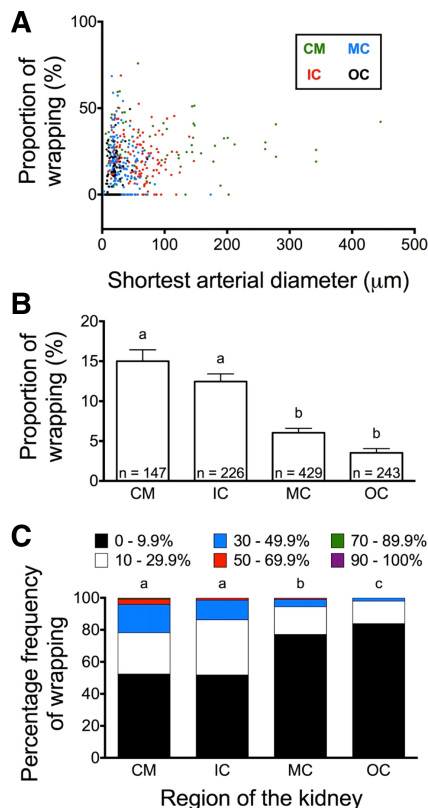 A
Proportion of
wrapping (%)
100
50
0
CM MC
IC OC
0 100 200 300 400 500
Shortest arterial diameter (μm)
B
Proportion of
wrapping (%)
20
15
10
5
0
a a b b
n = 147 n = 226 n = 429 n = 243
CM IC MC OC
C
0 - 9.9% 30 - 49.9% 70 - 89.9%
10 - 29.9% 50 - 69.9% 90 - 100%
a a b c
Percentage frequency
of wrapping
100
80
60
40
20
0
CM IC MC OC
Region of the kidney